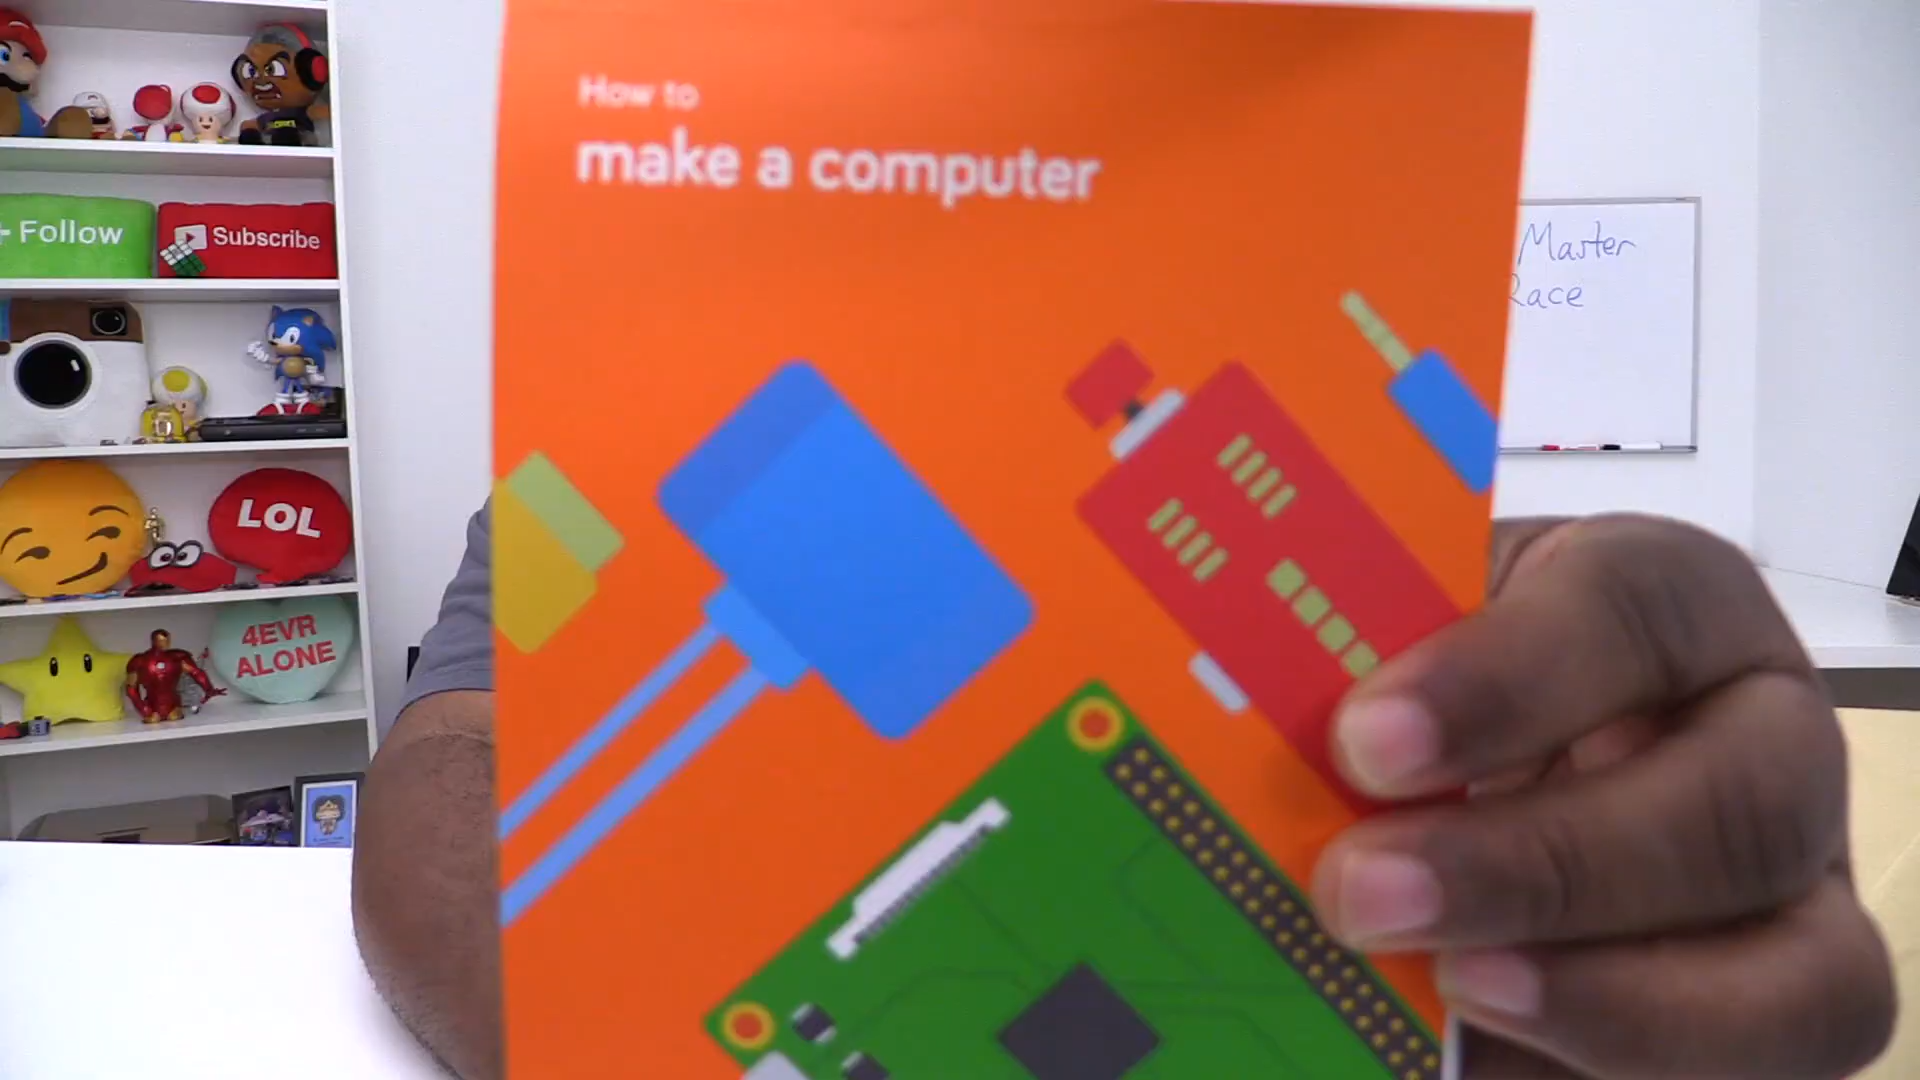 How to
make a computer
+ Follow
Subscribe
Master
Race
LOL
4EVR
ALONE